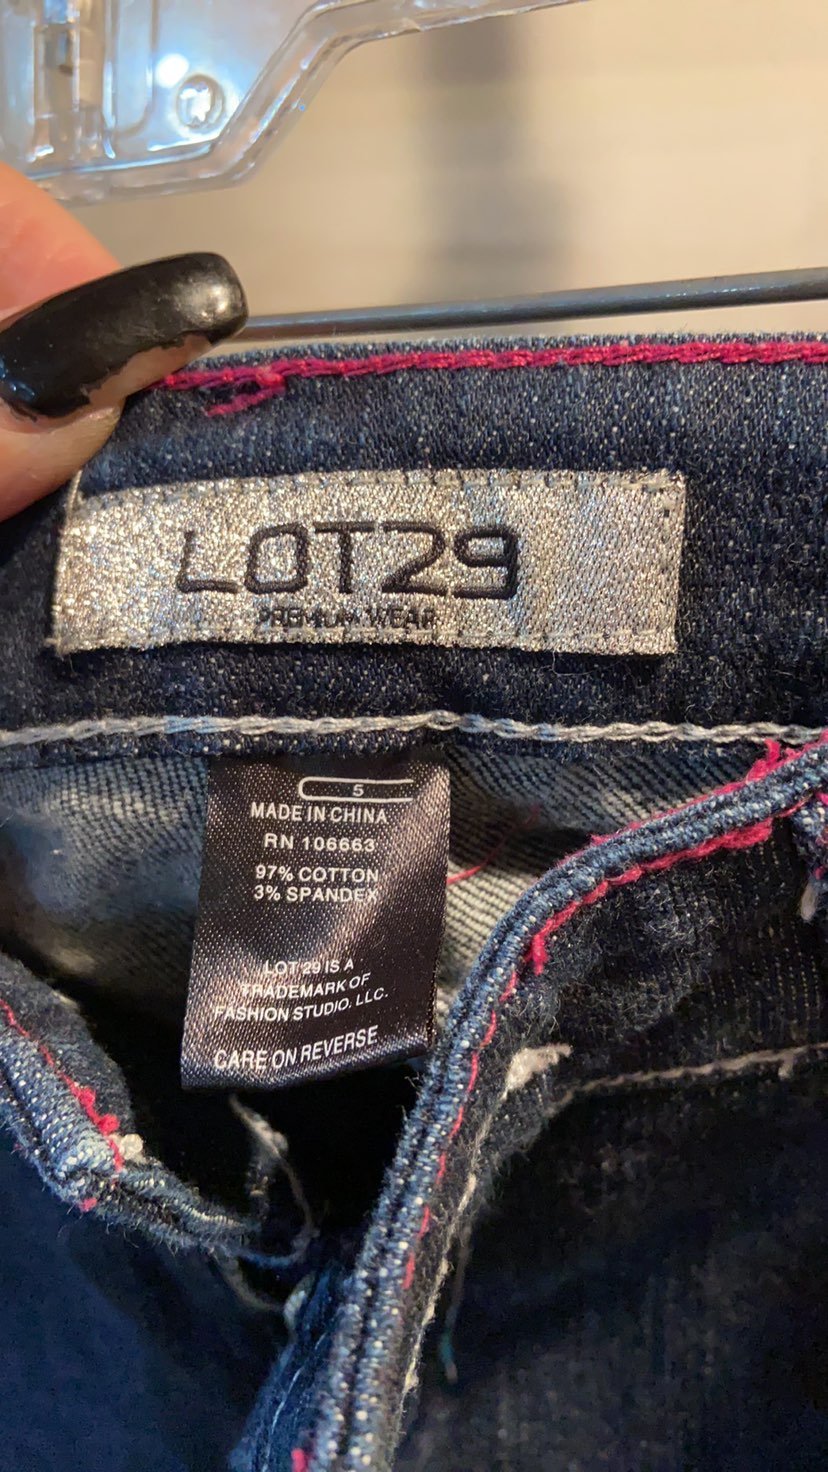 LOT29
PREMIUM WEAR
5
MADE IN CHINA
RN 106663
97% COTTON
3% SPANDEX
LOT 29 IS A
TRADEMARK OF
FASHION STUDIO, LLC.
CARE ON REVERSE